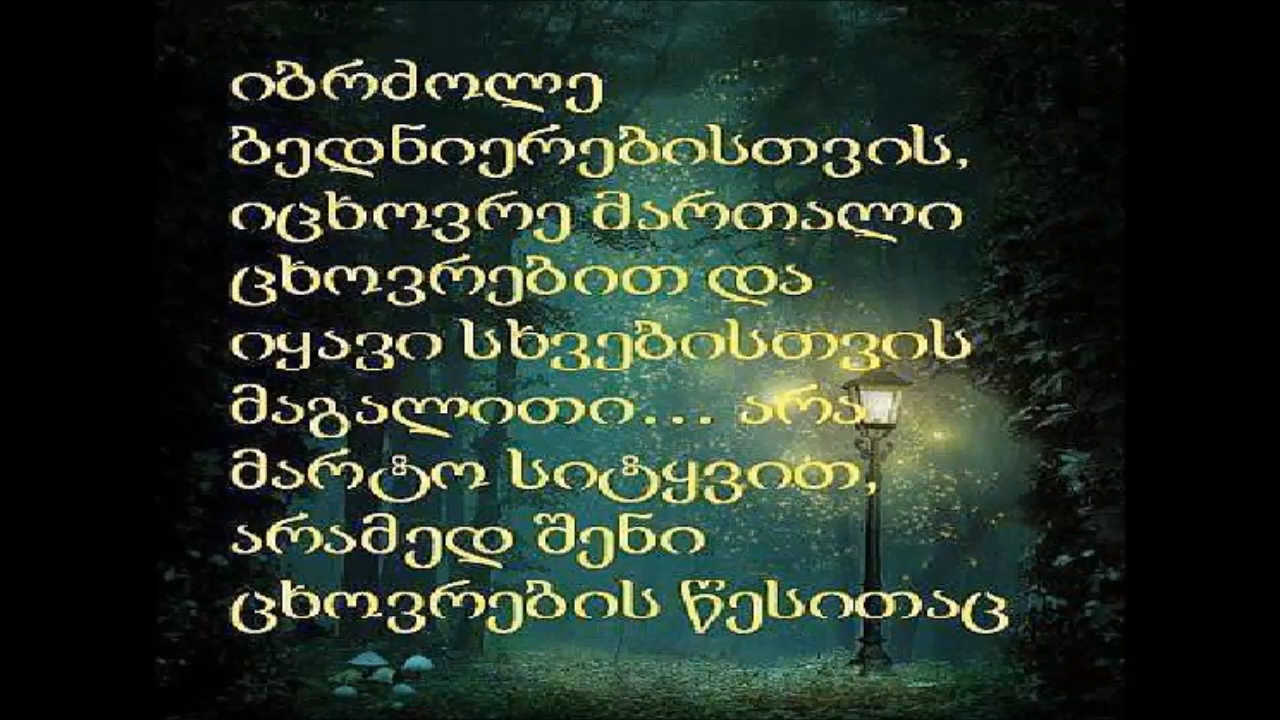 იბრძოლე
ბედნიერებისთვის,
იცხოვრე მართალი
ცხოვრებით და
იყავი სხვებისთვის
მაგალითი... არა
მარტო სიტყვით,
არამედ შენი
ცხოვრების წესითაც